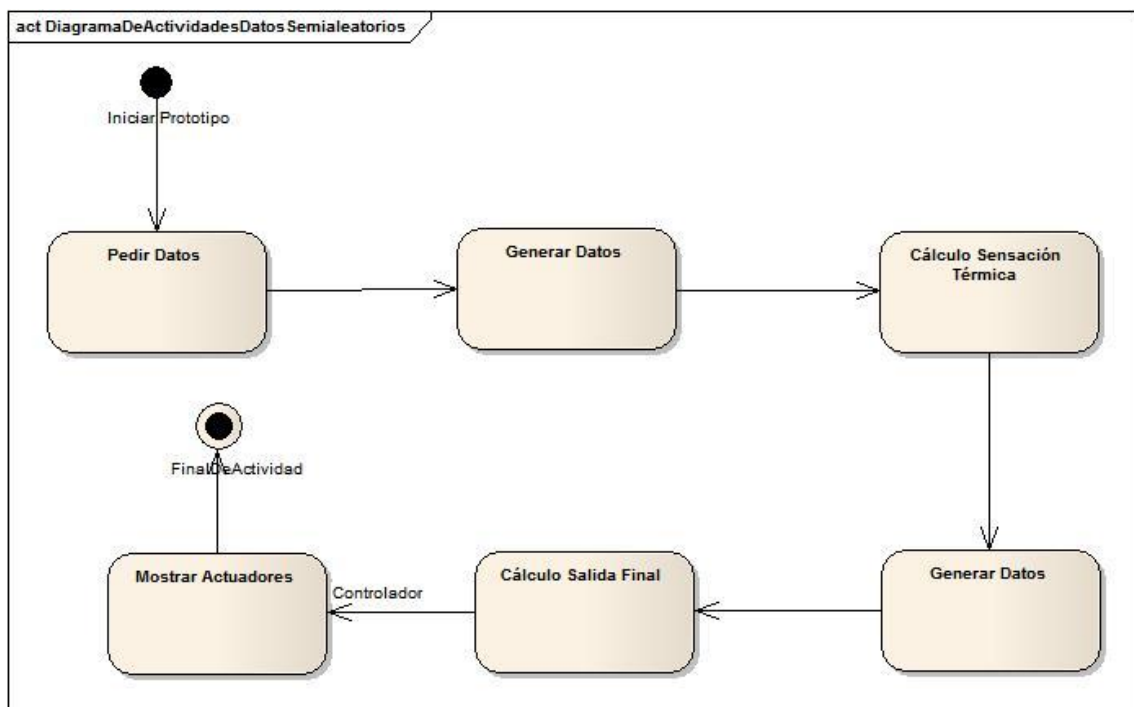 act DiagramaDeActividadesDatosSemialeatorios
Iniciar Prototipo
Pedir Datos
Generar Datos
Cálculo Sensación
Térmica
FinalDeActividad
Mostrar Actuadores
Controlador
Cálculo Salida Final
Generar Datos